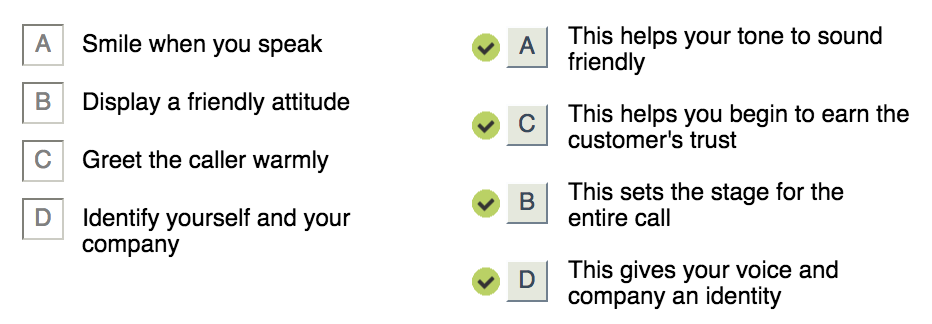 A
Smile when you speak
B
Display a friendly attitude
C
Greet the caller warmly
D
Identify yourself and your
company
A
This helps your tone to sound
friendly
C
This helps you begin to earn the
customer's trust
B
This sets the stage for the
entire call
D
This gives your voice and
company an identity